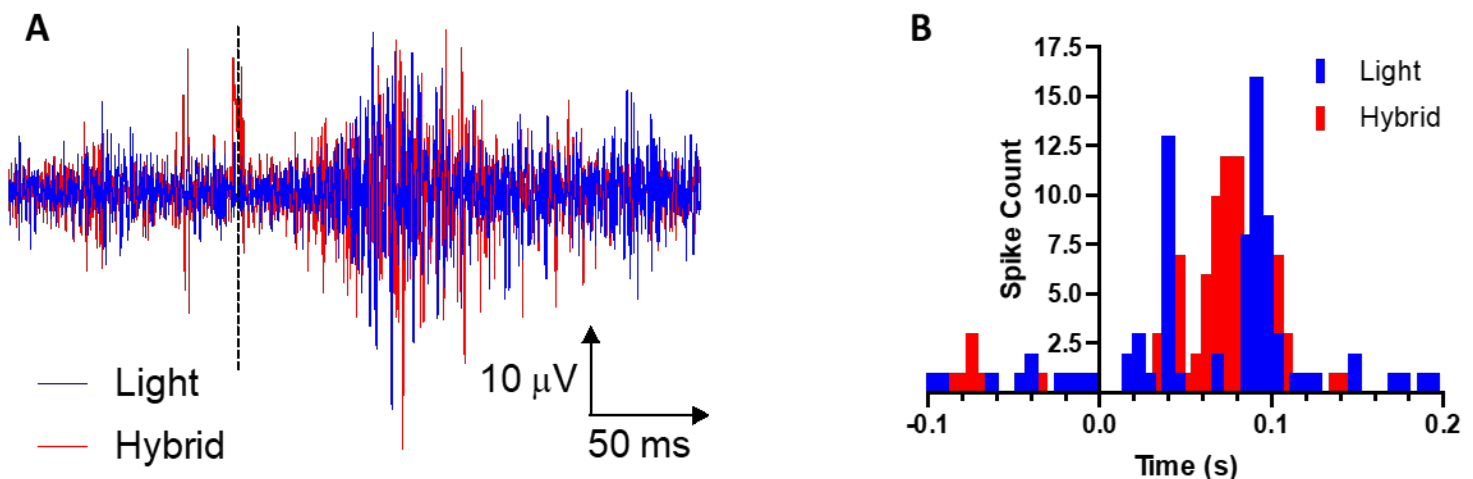 A
Light
Hybrid
10 μV
50 ms
B
17.5
15.0
12.5
10.0
7.5
5.0
2.5
Spike Count
-0.1
0.0
0.1
0.2
Time (s)
Light
Hybrid